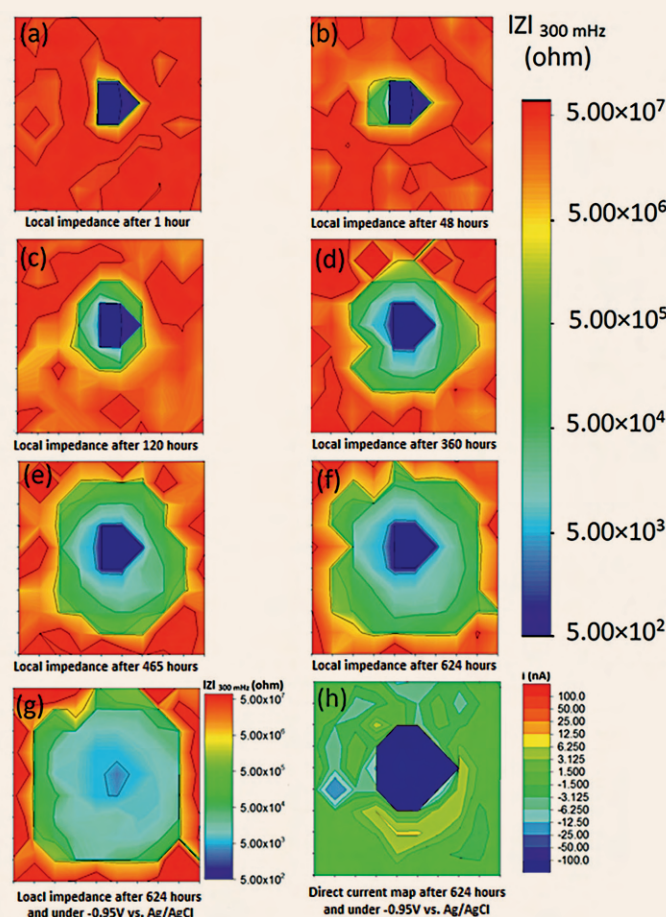 (a)
(b)
|Z| 300 mHz
(ohm)
Local impedance after 1 hour
Local impedance after 48 hours
(c)
(d)
Local impedance after 120 hours
Local impedance after 360 hours
(e)
(f)
Local impedance after 465 hours
Local impedance after 624 hours
5.00×10⁷
5.00×10⁶
5.00×10⁵
5.00×10⁴
5.00×10³
5.00×10²
(g)
|Z| 300 mHz (ohm)
5.00x10⁷
5.00x10⁶
5.00x10⁵
5.00x10⁴
5.00x10³
5.00x10²
Loacl impedance after 624 hours
and under -0.95V vs. Ag/AgCl
(h)
i (nA)
100.0
50.00
25.00
12.50
6.250
3.125
1.500
-3.125
-6.250
-12.50
-25.00
-50.00
-100.0
Direct current map after 624 hours
and under -0.95V vs. Ag/AgCl